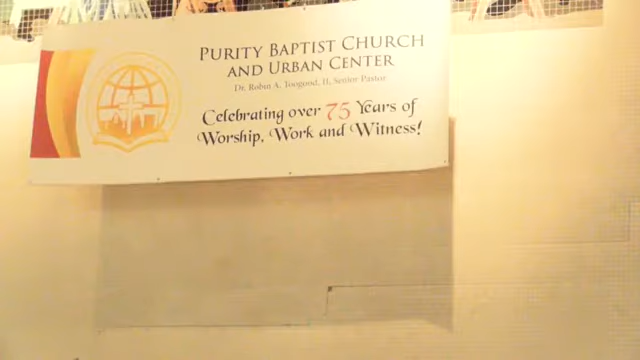 PURITY BAPTIST CHURCH
AND URBAN CENTER
Dr. Robin A. Toogood, II, Senior Pastor
Celebrating over 75 Years of
Worship, Work and Witness!